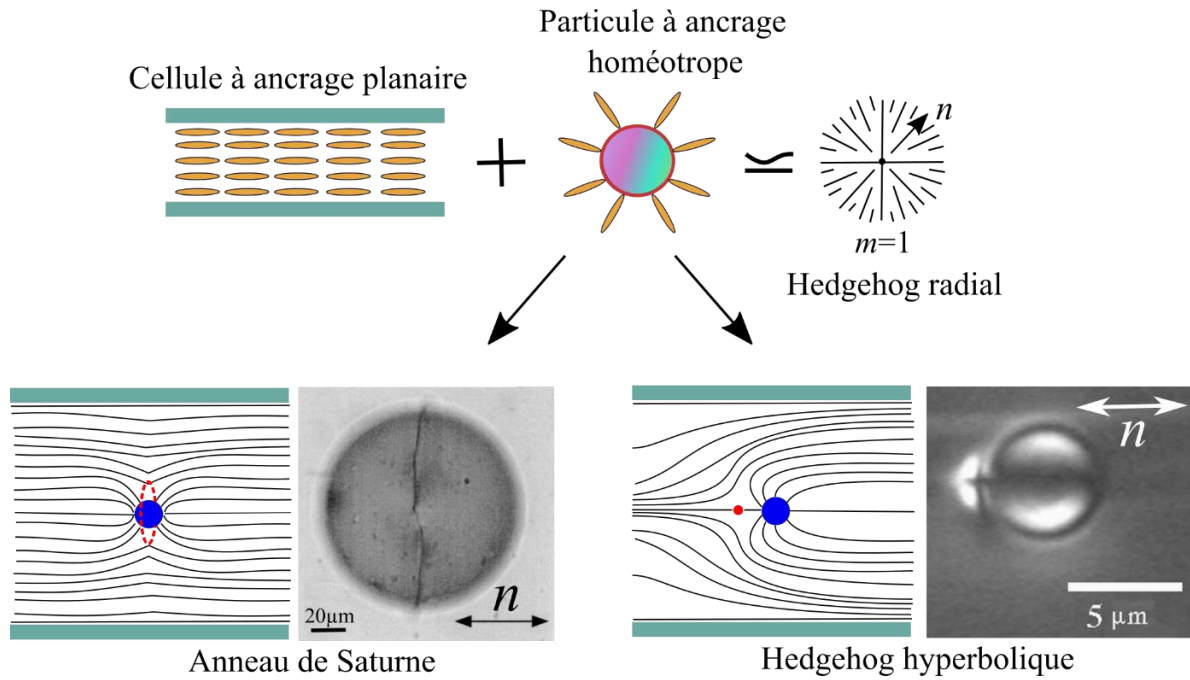 Particule à ancrage
homéotrope
Cellule à ancrage planaire
n
m=1
Hedgehog radial
n
20µm
n
5 µm
Anneau de Saturne
Hedgehog hyperbolique